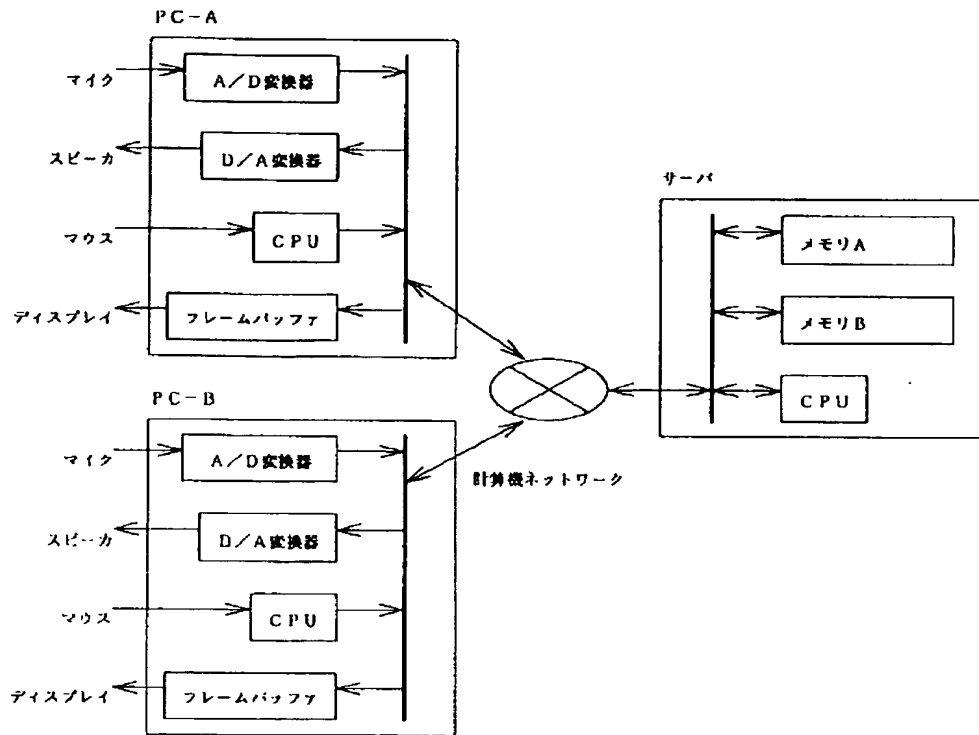 PC-A
マイク
A/D変換器
スピーカ
D/A変換器
マウス
CPU
ディスプレイ
フレームバッファ
PC-B
マイク
A/D変換器
スピーカ
D/A変換器
マウス
CPU
ディスプレイ
フレームバッファ
計算機ネットワーク
サーバ
メモリA
メモリB
CPU